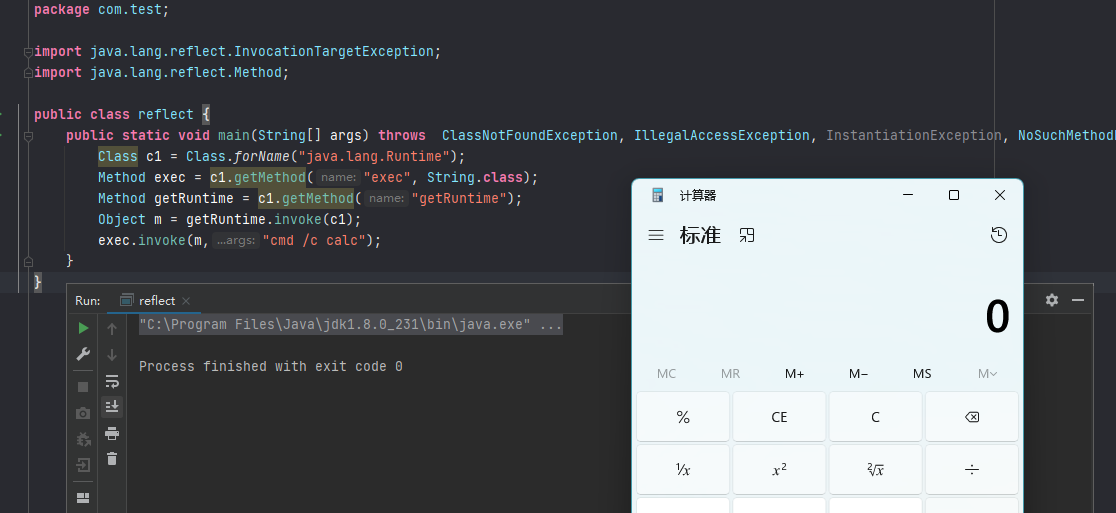 package com.test;
import java.lang.reflect.InvocationTargetException;
import java.lang.reflect.Method;
public class reflect {
public static void main(String[] args) throws  ClassNotFoundException, IllegalAccessException, InstantiationException, NoSuchMethod
Class c1 = Class.forName("java.lang.Runtime");
Method exec = c1.getMethod( name: "exec", String.class);
Method getRuntime = c1.getMethod( name: "getRuntime");
Object m = getRuntime.invoke(c1);
exec.invoke(m, ...args: "cmd /c calc");
}
}
Run: reflect ×
"C:\Program Files\Java\jdk1.8.0_231\bin\java.exe" ...
Process finished with exit code 0
计算器
标准
0
MC MR M+ M− MS M
% CE C
¹/x x² ²√x ÷